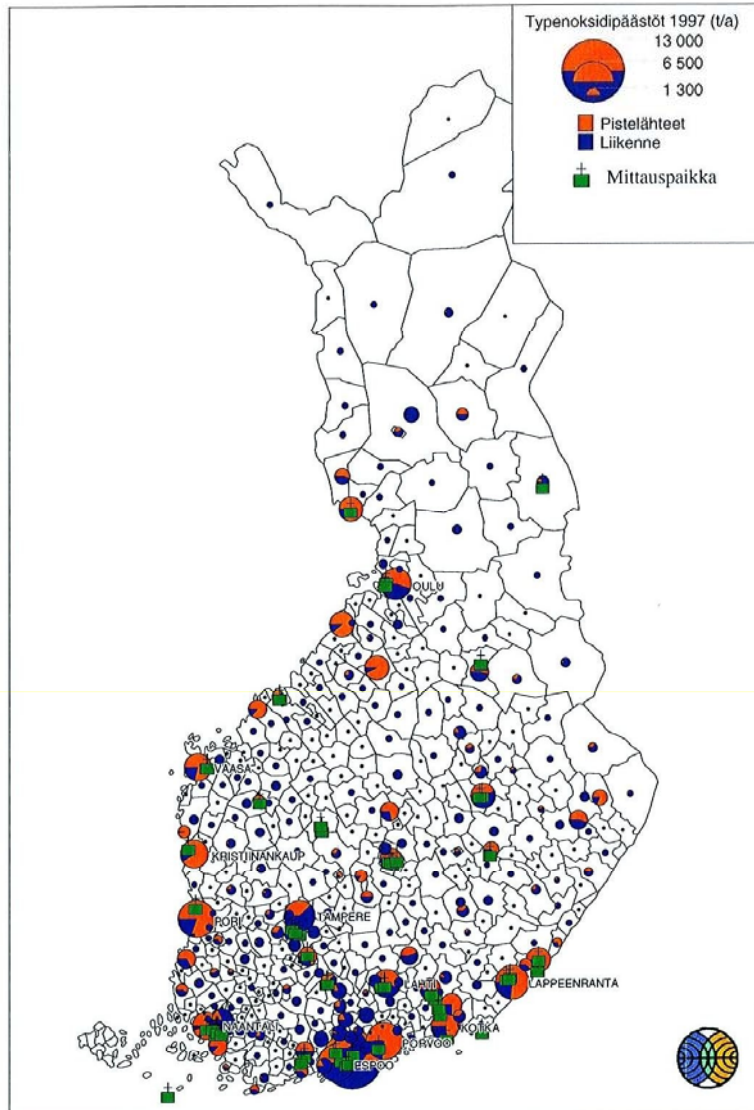 Typenoksidipäästöt 1997 (t/a)
13 000
6 500
1 300
Pistelähteet
Liikenne
Mittauspaikka
OULU
VAASA
KRISTIINANKAUP
PORI
TAMPERE
LAHTI
LAPPEENRANTA
NAANTALI
KOTKA
PORVOO
ESPOO